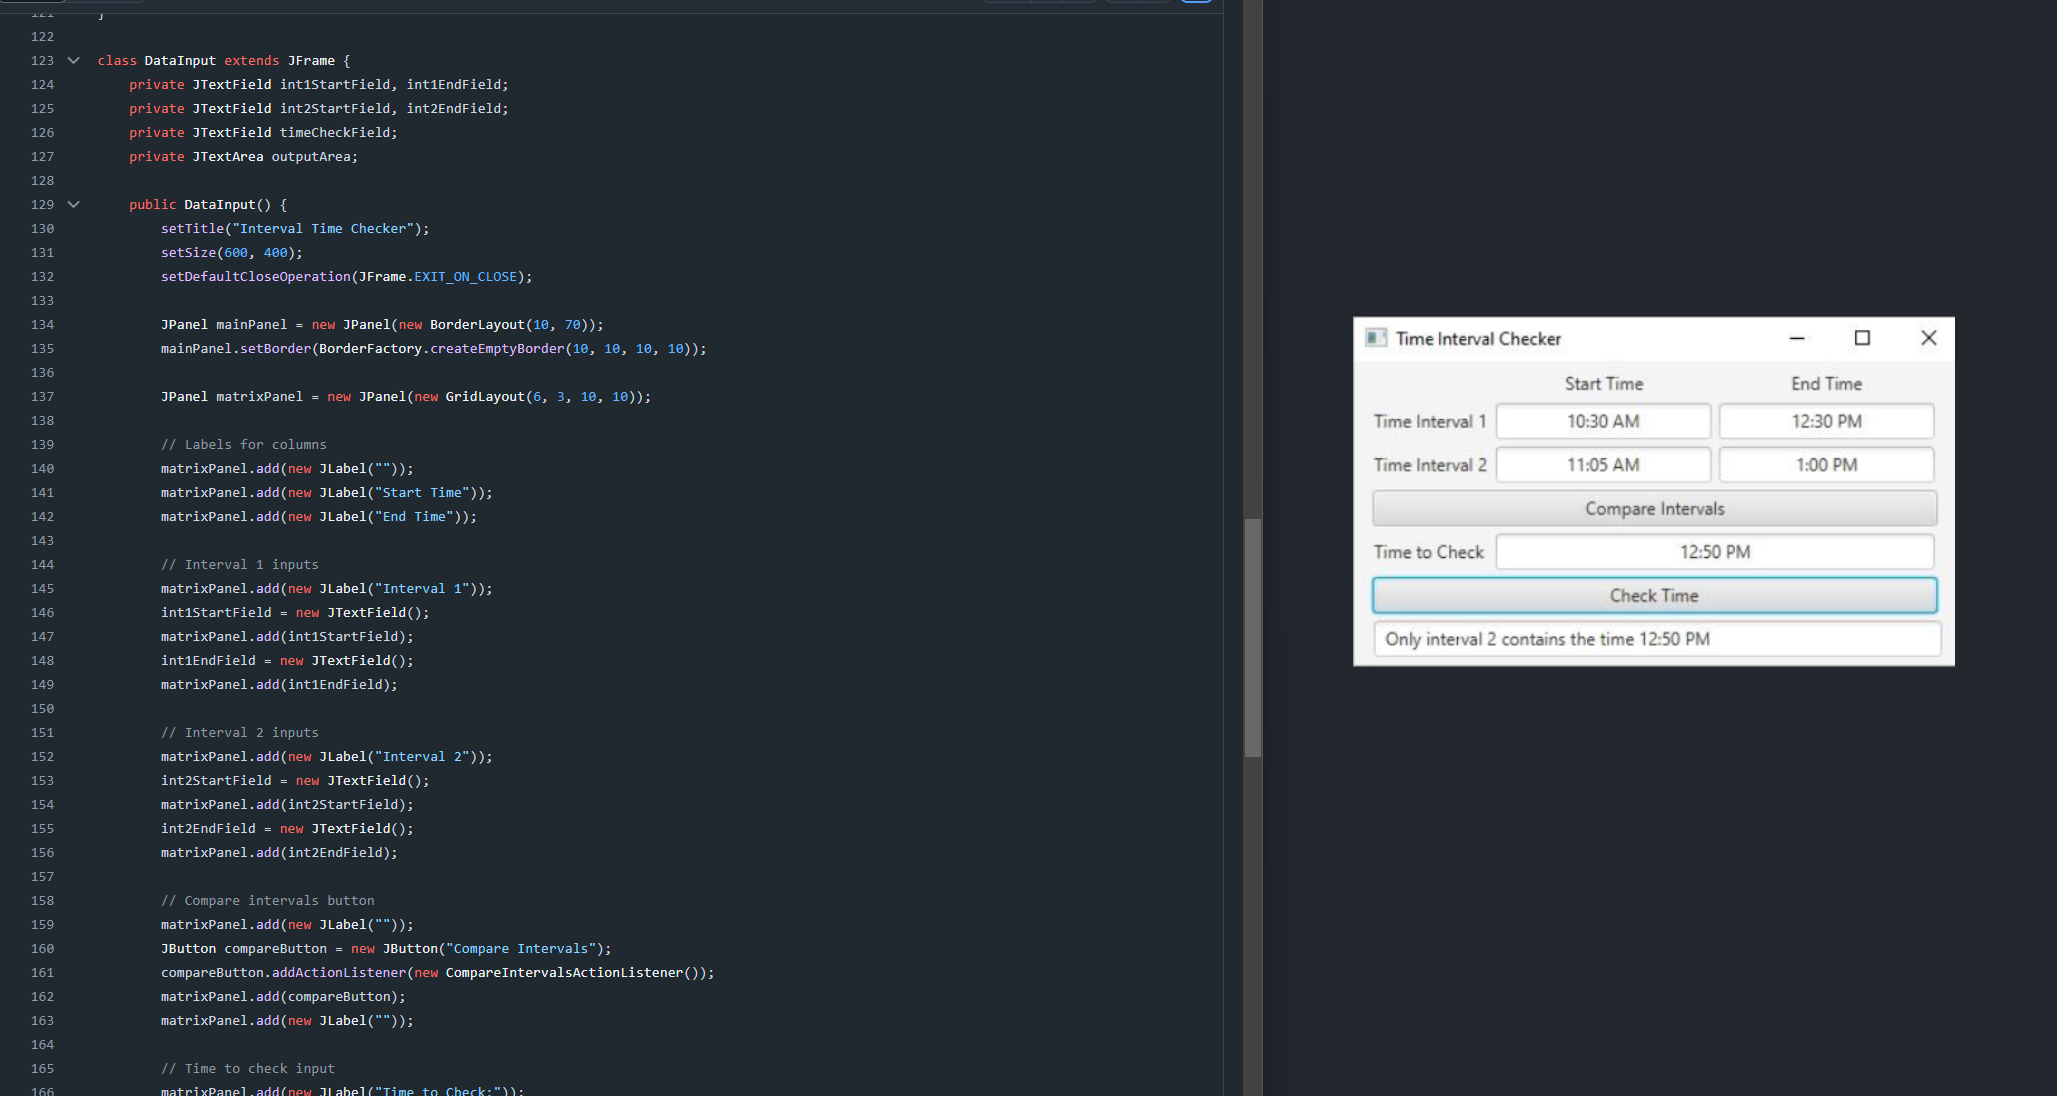 121 }
122
123 class DataInput extends JFrame {
124 private JTextField int1StartField, int1EndField;
125 private JTextField int2StartField, int2EndField;
126 private JTextField timeCheckField;
127 private JTextArea outputArea;
128
129 public DataInput() {
130 setTitle("Interval Time Checker");
131 setSize(600, 400);
132 setDefaultCloseOperation(JFrame.EXIT_ON_CLOSE);
133
134 JPanel mainPanel = new JPanel(new BorderLayout(10, 70));
135 mainPanel.setBorder(BorderFactory.createEmptyBorder(10, 10, 10, 10));
136
137 JPanel matrixPanel = new JPanel(new GridLayout(6, 3, 10, 10));
138
139 // Labels for columns
140 matrixPanel.add(new JLabel(""));
141 matrixPanel.add(new JLabel("Start Time"));
142 matrixPanel.add(new JLabel("End Time"));
143
144 // Interval 1 inputs
145 matrixPanel.add(new JLabel("Interval 1"));
146 int1StartField = new JTextField();
147 matrixPanel.add(int1StartField);
148 int1EndField = new JTextField();
149 matrixPanel.add(int1EndField);
150
151 // Interval 2 inputs
152 matrixPanel.add(new JLabel("Interval 2"));
153 int2StartField = new JTextField();
154 matrixPanel.add(int2StartField);
155 int2EndField = new JTextField();
156 matrixPanel.add(int2EndField);
157
158 // Compare intervals button
159 matrixPanel.add(new JLabel(""));
160 JButton compareButton = new JButton("Compare Intervals");
161 compareButton.addActionListener(new CompareIntervalsActionListener());
162 matrixPanel.add(compareButton);
163 matrixPanel.add(new JLabel(""));
164
165 // Time to check input
166 matrixPanel.add(new JLabel("Time to Check:"));
Time Interval Checker
Start Time End Time
Time Interval 1 10:30 AM 12:30 PM
Time Interval 2 11:05 AM 1:00 PM
Compare Intervals
Time to Check 12:50 PM
Check Time
Only interval 2 contains the time 12:50 PM